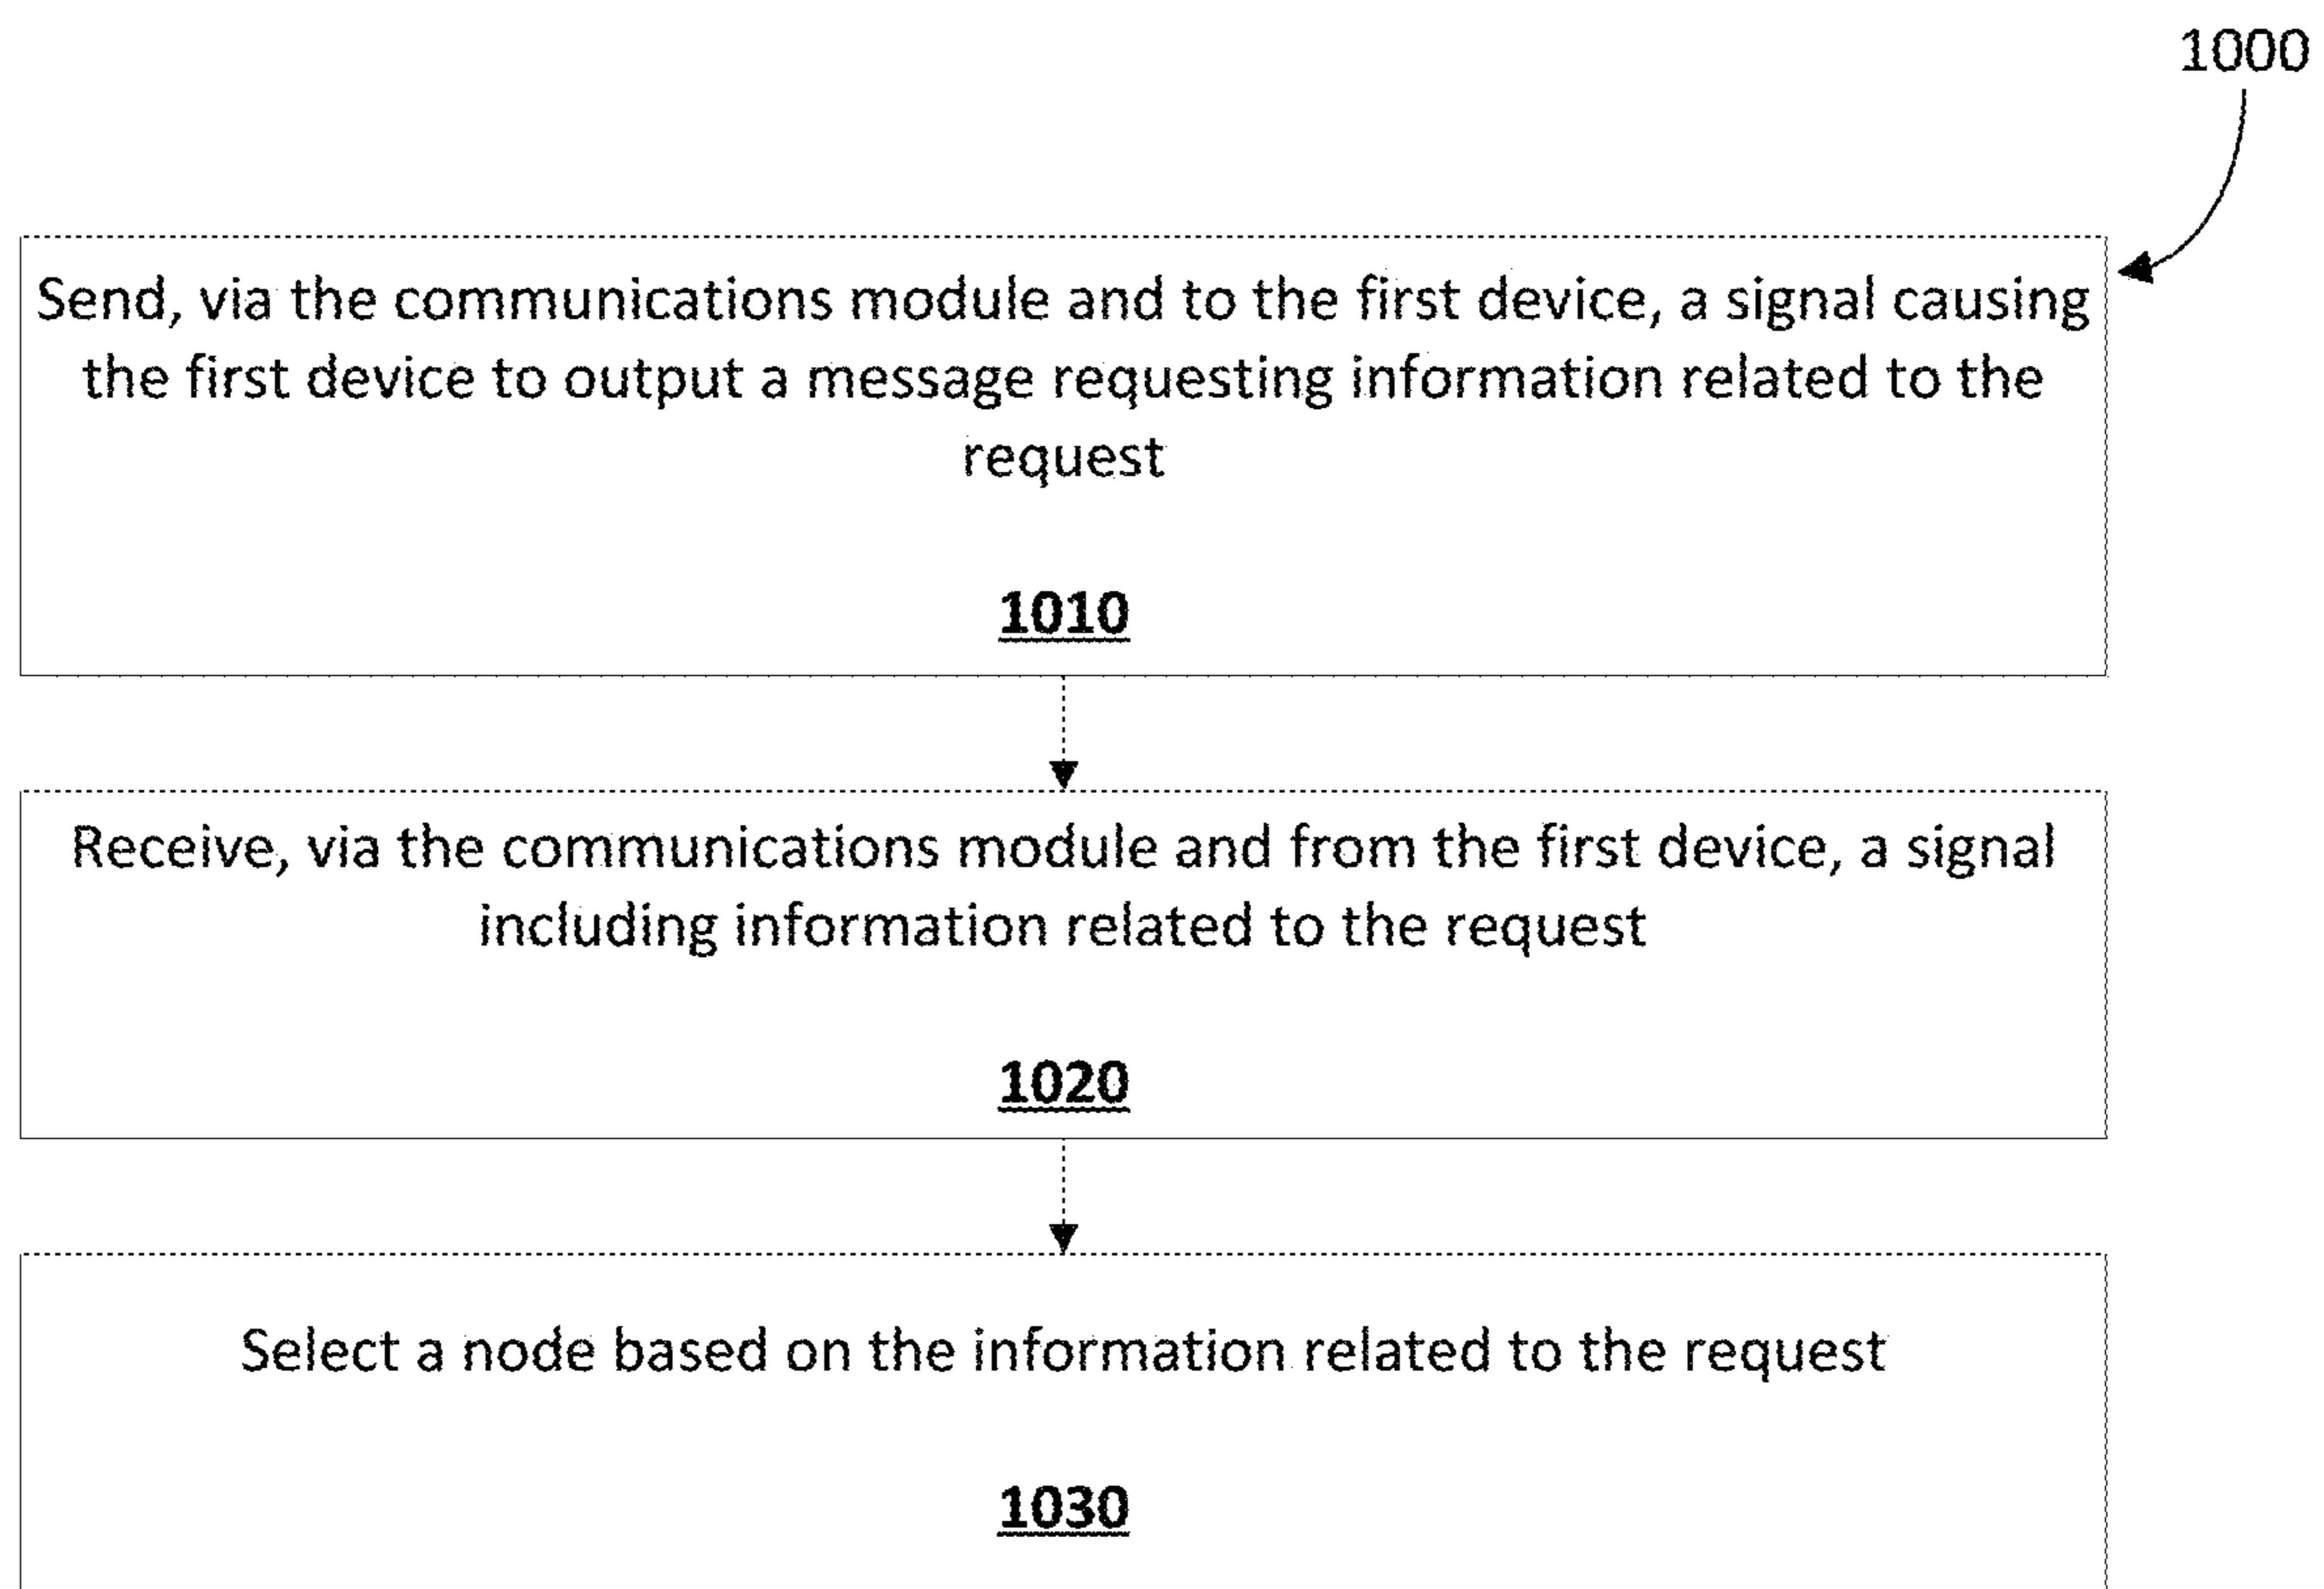 1000
Send, via the communications module and to the first device, a signal causing
the first device to output a message requesting information related to the
request
1010
Receive, via the communications module and from the first device, a signal
including information related to the request
1020
Select a node based on the information related to the request
1030